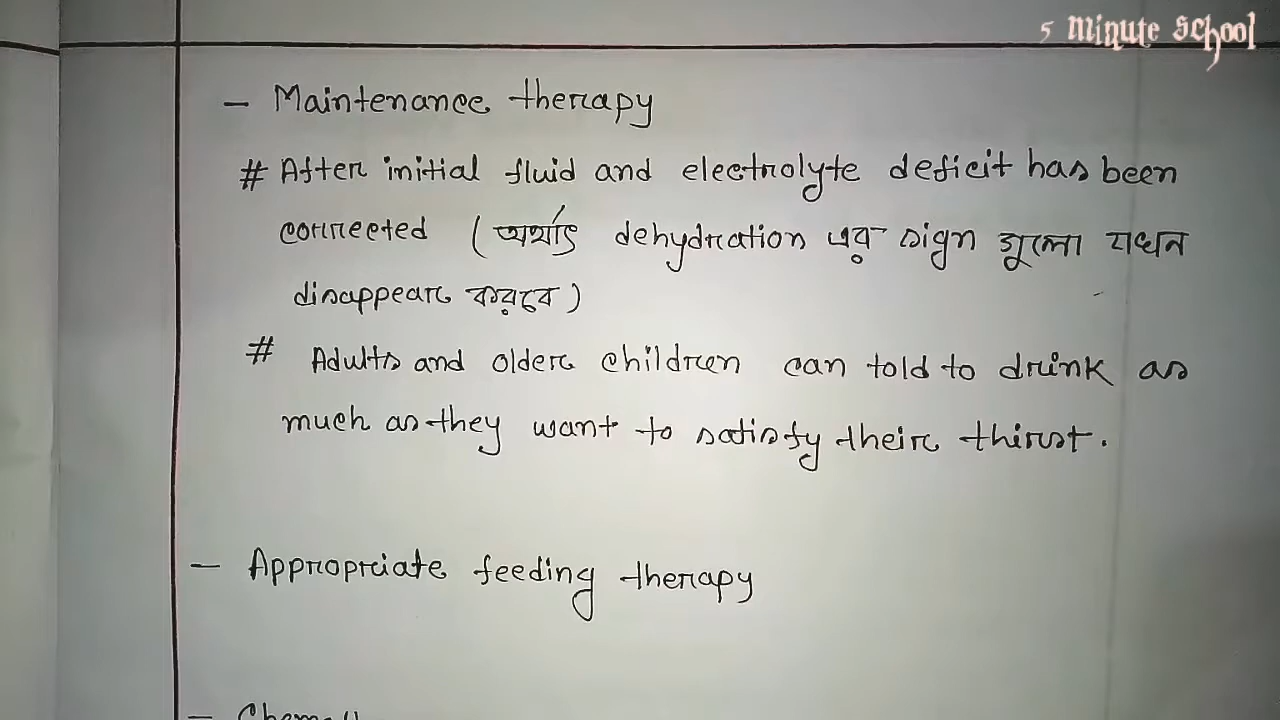 5 Minute School
- Maintenance therapy
# After initial fluid and electrolyte deficit has been
corrected (অর্থাৎ dehydration এর sign গুলো যখন
disappear করবে)
# Adults and older children can told to drink as
much as they want to satisfy their thirst.
- Appropriate feeding therapy
-